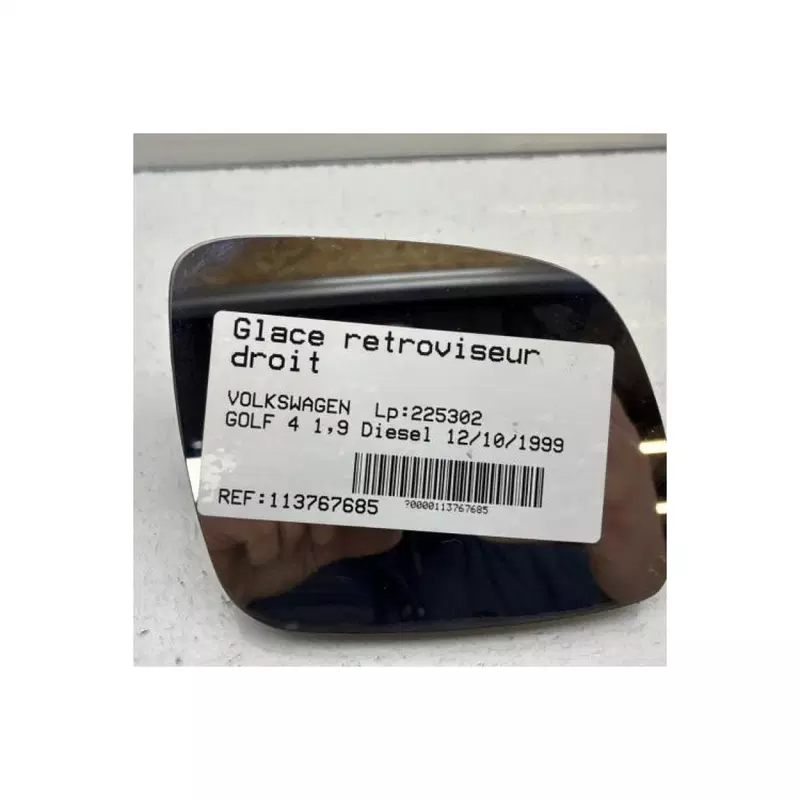 Glace retroviseur
droit
VOLKSWAGEN Lp:225302
GOLF 4 1,9 Diesel 12/10/1999
REF:113767685
?0000113767685